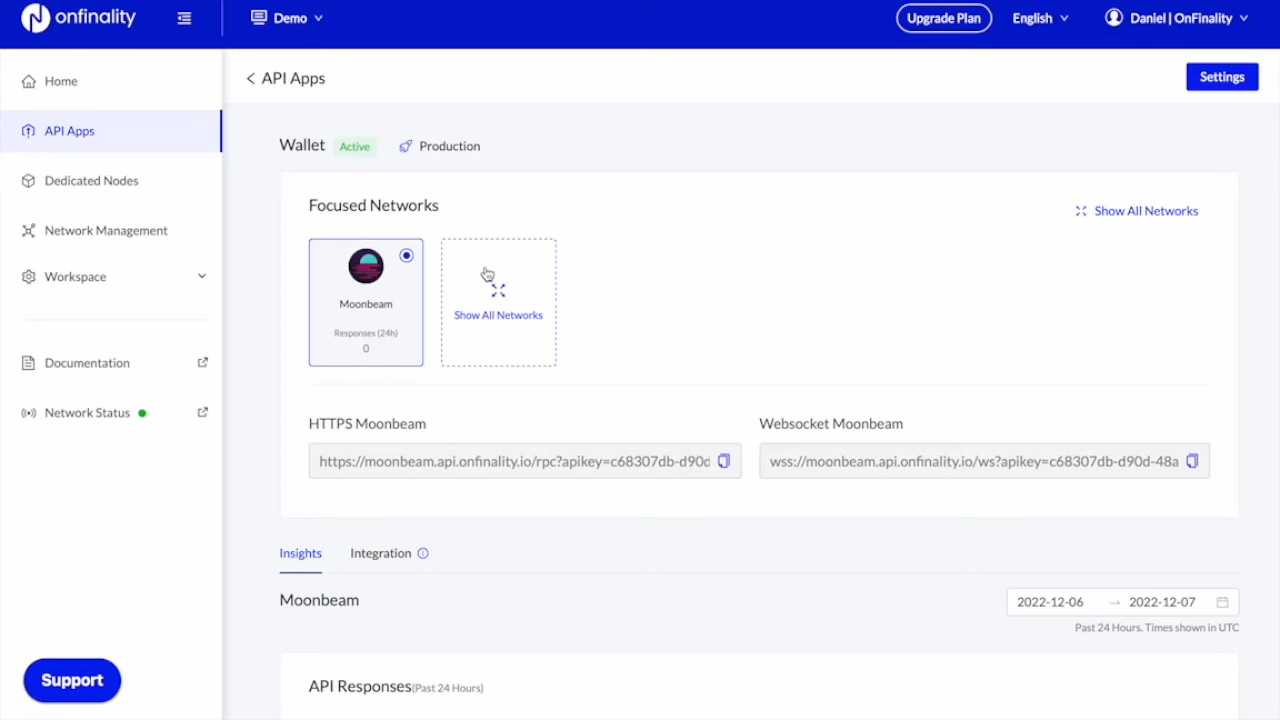 onfinality
Demo
Upgrade Plan
English
Daniel | OnFinality
Home
API Apps
Dedicated Nodes
Network Management
Workspace
Documentation
Network Status
Support
API Apps
Settings
Wallet
Active
Production
Focused Networks
Show All Networks
Moonbeam
Responses (24h)
0
Show All Networks
HTTPS Moonbeam
https://moonbeam.api.onfinality.io/rpc?apikey=c68307db-d90d
Websocket Moonbeam
wss://moonbeam.api.onfinality.io/ws?apikey=c68307db-d90d-48a
Insights
Integration
Moonbeam
2022-12-06 → 2022-12-07
Past 24 Hours. Times shown in UTC
API Responses(Past 24 Hours)